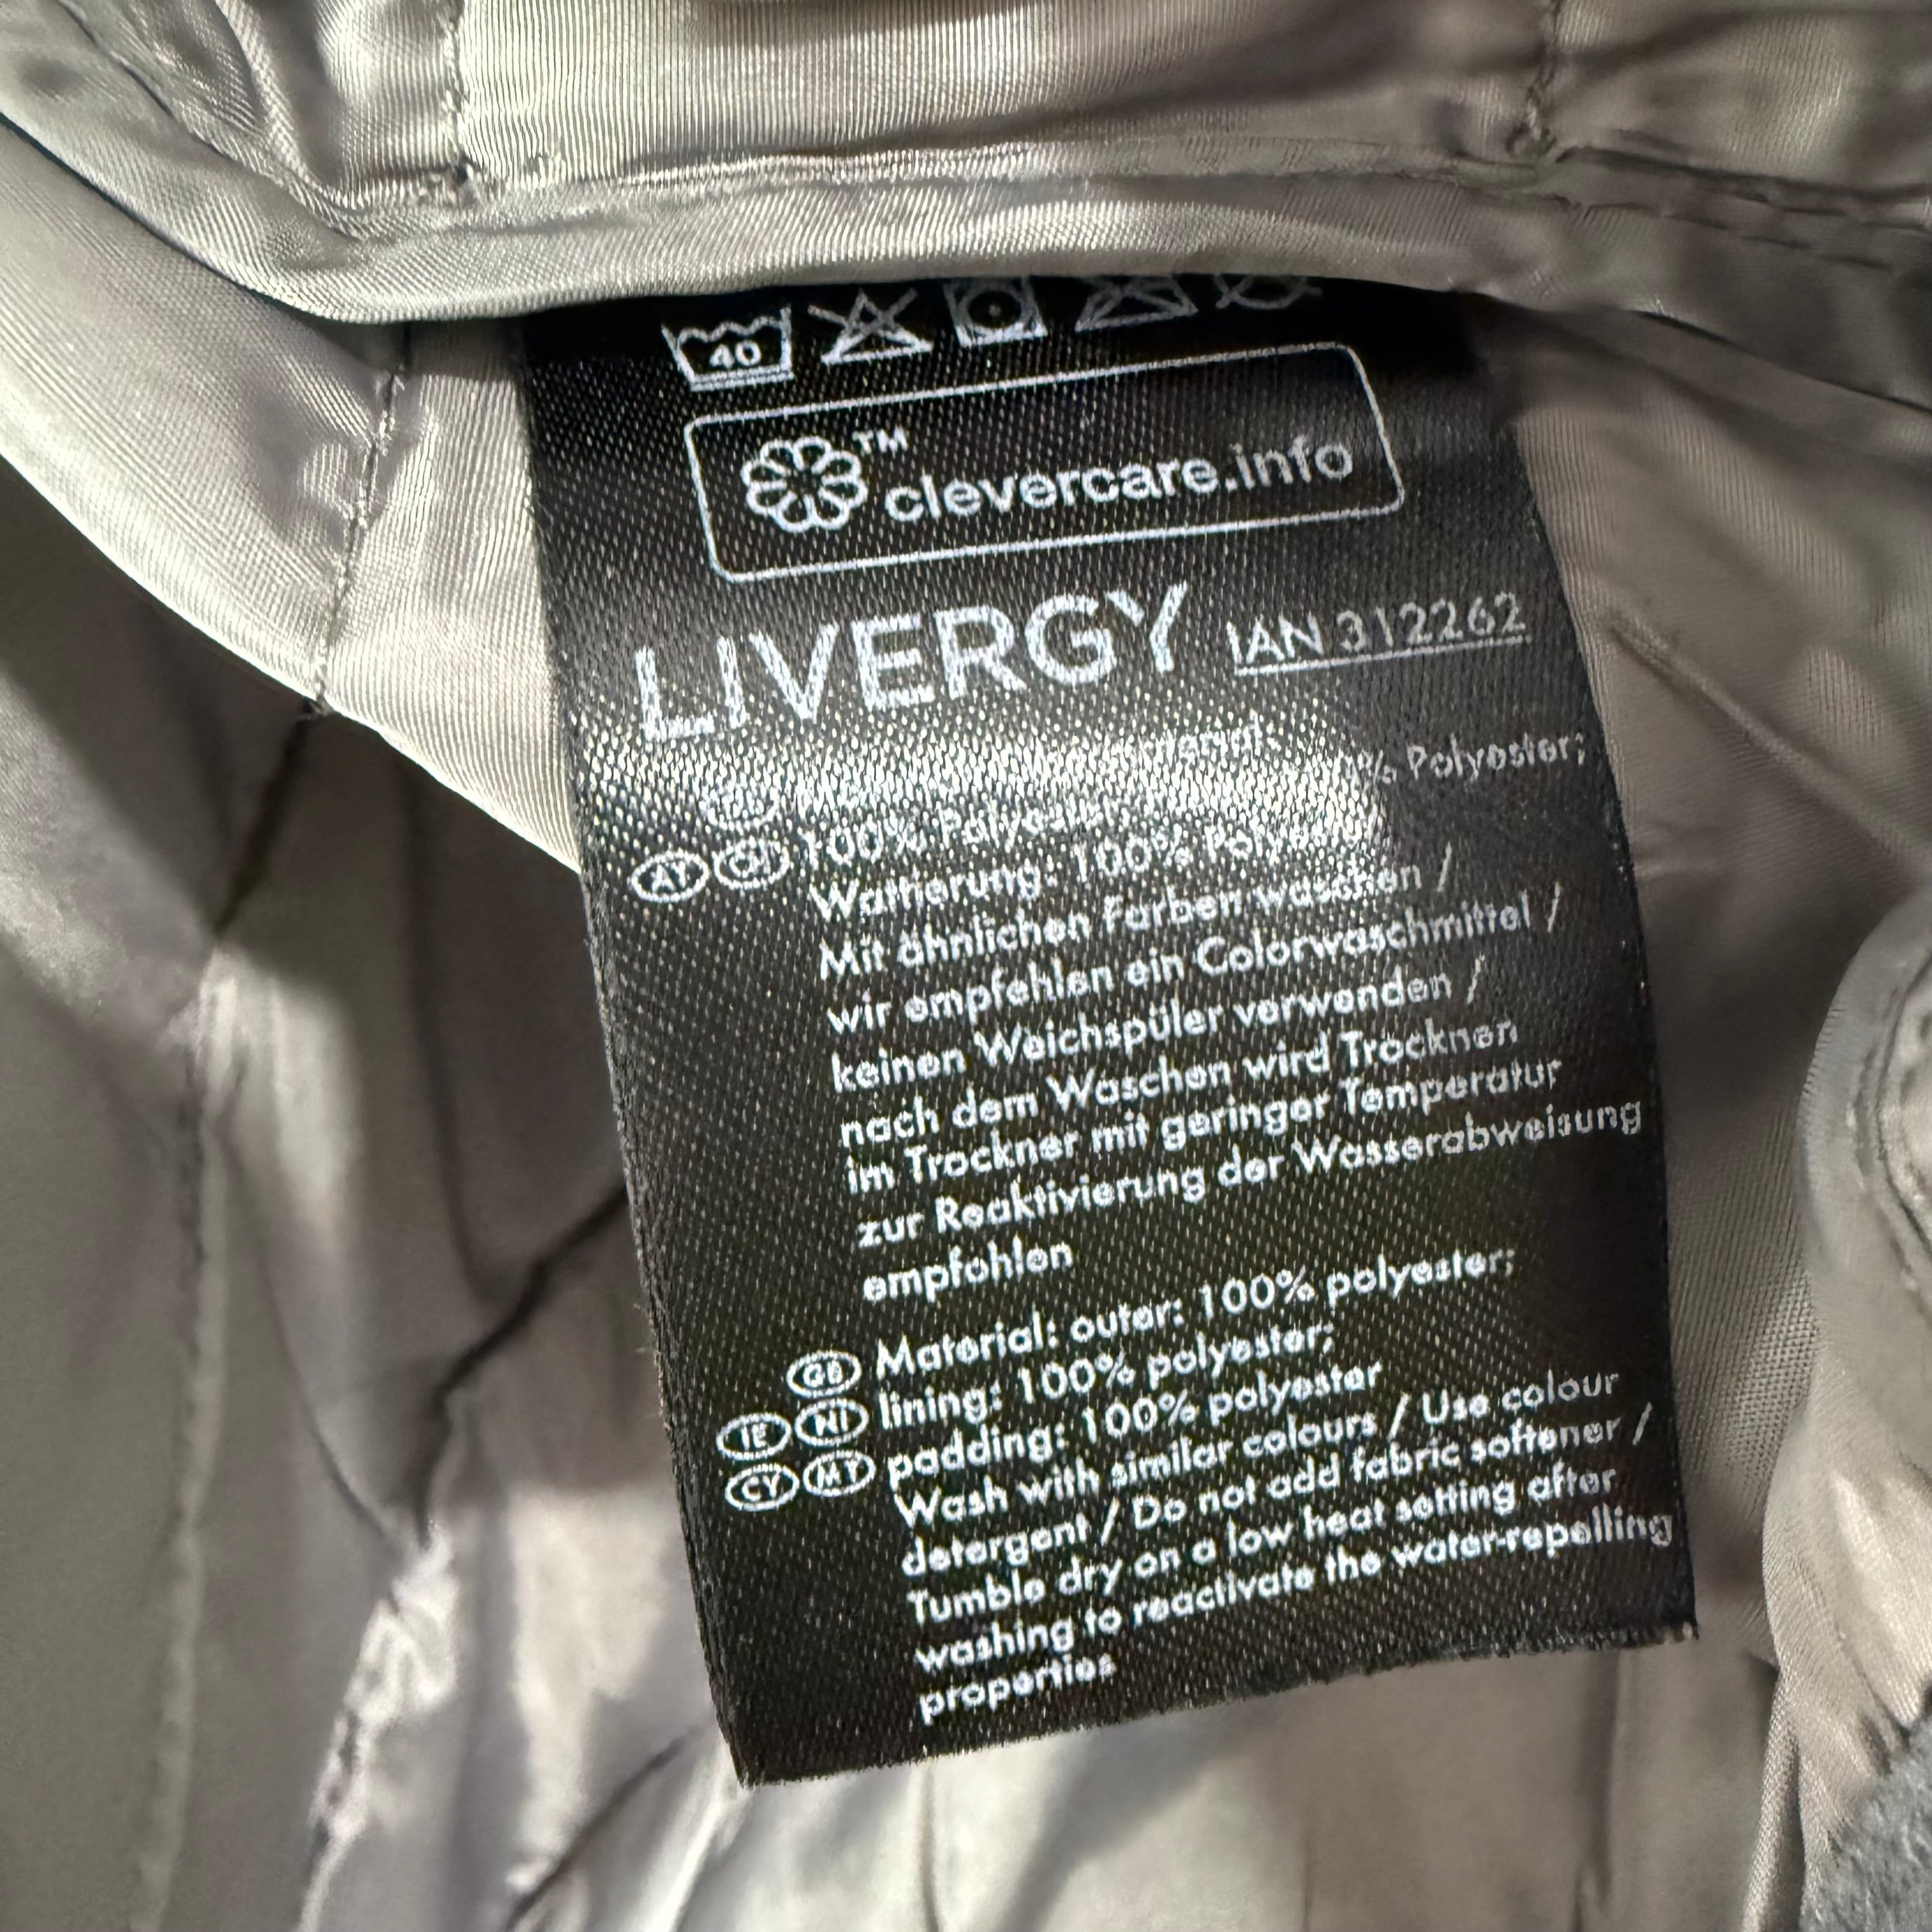 40
TM
clevercare.info
LIVERGY IAN 312262
Polyester;
AT CH 100% Polyester;
Wattierung: 100% Polyester
Mit ähnlichen Farben waschen /
wir empfehlen ein Colorwaschmittel /
keinen Weichspüler verwenden /
nach dem Waschen wird Trocknen
im Trockner mit geringer Temperatur
zur Reaktivierung der Wasserabweisung
empfohlen
GB Material: outer: 100% polyester;
IE NI lining: 100% polyester;
CY MT padding: 100% polyester
Wash with similar colours / Use colour
detergent / Do not add fabric softener /
Tumble dry on a low heat setting after
washing to reactivate the water-repelling
properties